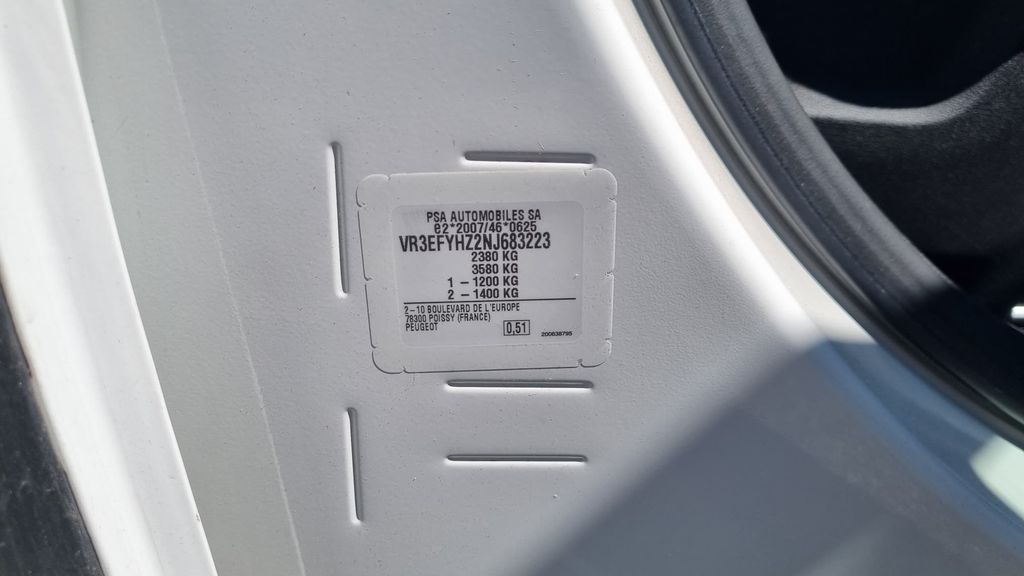 PSA AUTOMOBILES SA
e2*2007/46*0625
VR3EFYHZ2NJ683223
2380 KG
3580 KG
1 - 1200 KG
2 - 1400 KG
2-10 BOULEVARD DE L'EUROPE
78300 POISSY (FRANCE)
PEUGEOT
0,51
200638795